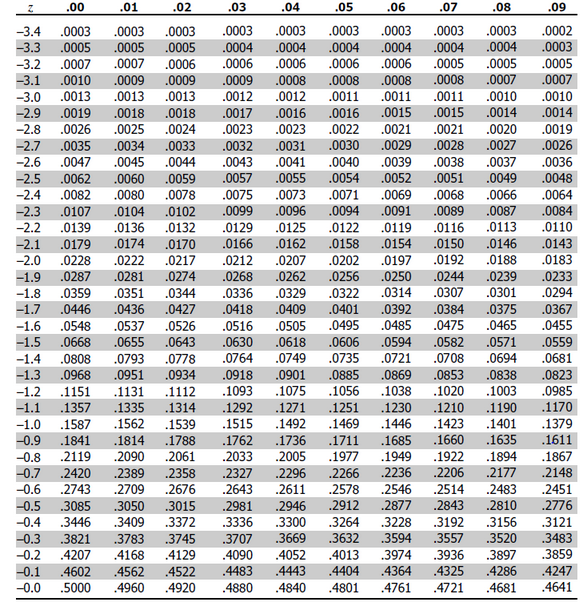 z .00 .01 .02 .03 .04 .05 .06 .07 .08 .09
–3.4 .0003 .0003 .0003 .0003 .0003 .0003 .0003 .0003 .0003 .0002
–3.3 .0005 .0005 .0005 .0004 .0004 .0004 .0004 .0004 .0004 .0003
–3.2 .0007 .0007 .0006 .0006 .0006 .0006 .0006 .0005 .0005 .0005
–3.1 .0010 .0009 .0009 .0009 .0008 .0008 .0008 .0008 .0007 .0007
–3.0 .0013 .0013 .0013 .0012 .0012 .0011 .0011 .0011 .0010 .0010
–2.9 .0019 .0018 .0018 .0017 .0016 .0016 .0015 .0015 .0014 .0014
–2.8 .0026 .0025 .0024 .0023 .0023 .0022 .0021 .0021 .0020 .0019
–2.7 .0035 .0034 .0033 .0032 .0031 .0030 .0029 .0028 .0027 .0026
–2.6 .0047 .0045 .0044 .0043 .0041 .0040 .0039 .0038 .0037 .0036
–2.5 .0062 .0060 .0059 .0057 .0055 .0054 .0052 .0051 .0049 .0048
–2.4 .0082 .0080 .0078 .0075 .0073 .0071 .0069 .0068 .0066 .0064
–2.3 .0107 .0104 .0102 .0099 .0096 .0094 .0091 .0089 .0087 .0084
–2.2 .0139 .0136 .0132 .0129 .0125 .0122 .0119 .0116 .0113 .0110
–2.1 .0179 .0174 .0170 .0166 .0162 .0158 .0154 .0150 .0146 .0143
–2.0 .0228 .0222 .0217 .0212 .0207 .0202 .0197 .0192 .0188 .0183
–1.9 .0287 .0281 .0274 .0268 .0262 .0256 .0250 .0244 .0239 .0233
–1.8 .0359 .0351 .0344 .0336 .0329 .0322 .0314 .0307 .0301 .0294
–1.7 .0446 .0436 .0427 .0418 .0409 .0401 .0392 .0384 .0375 .0367
–1.6 .0548 .0537 .0526 .0516 .0505 .0495 .0485 .0475 .0465 .0455
–1.5 .0668 .0655 .0643 .0630 .0618 .0606 .0594 .0582 .0571 .0559
–1.4 .0808 .0793 .0778 .0764 .0749 .0735 .0721 .0708 .0694 .0681
–1.3 .0968 .0951 .0934 .0918 .0901 .0885 .0869 .0853 .0838 .0823
–1.2 .1151 .1131 .1112 .1093 .1075 .1056 .1038 .1020 .1003 .0985
–1.1 .1357 .1335 .1314 .1292 .1271 .1251 .1230 .1210 .1190 .1170
–1.0 .1587 .1562 .1539 .1515 .1492 .1469 .1446 .1423 .1401 .1379
–0.9 .1841 .1814 .1788 .1762 .1736 .1711 .1685 .1660 .1635 .1611
–0.8 .2119 .2090 .2061 .2033 .2005 .1977 .1949 .1922 .1894 .1867
–0.7 .2420 .2389 .2358 .2327 .2296 .2266 .2236 .2206 .2177 .2148
–0.6 .2743 .2709 .2676 .2643 .2611 .2578 .2546 .2514 .2483 .2451
–0.5 .3085 .3050 .3015 .2981 .2946 .2912 .2877 .2843 .2810 .2776
–0.4 .3446 .3409 .3372 .3336 .3300 .3264 .3228 .3192 .3156 .3121
–0.3 .3821 .3783 .3745 .3707 .3669 .3632 .3594 .3557 .3520 .3483
–0.2 .4207 .4168 .4129 .4090 .4052 .4013 .3974 .3936 .3897 .3859
–0.1 .4602 .4562 .4522 .4483 .4443 .4404 .4364 .4325 .4286 .4247
–0.0 .5000 .4960 .4920 .4880 .4840 .4801 .4761 .4721 .4681 .4641